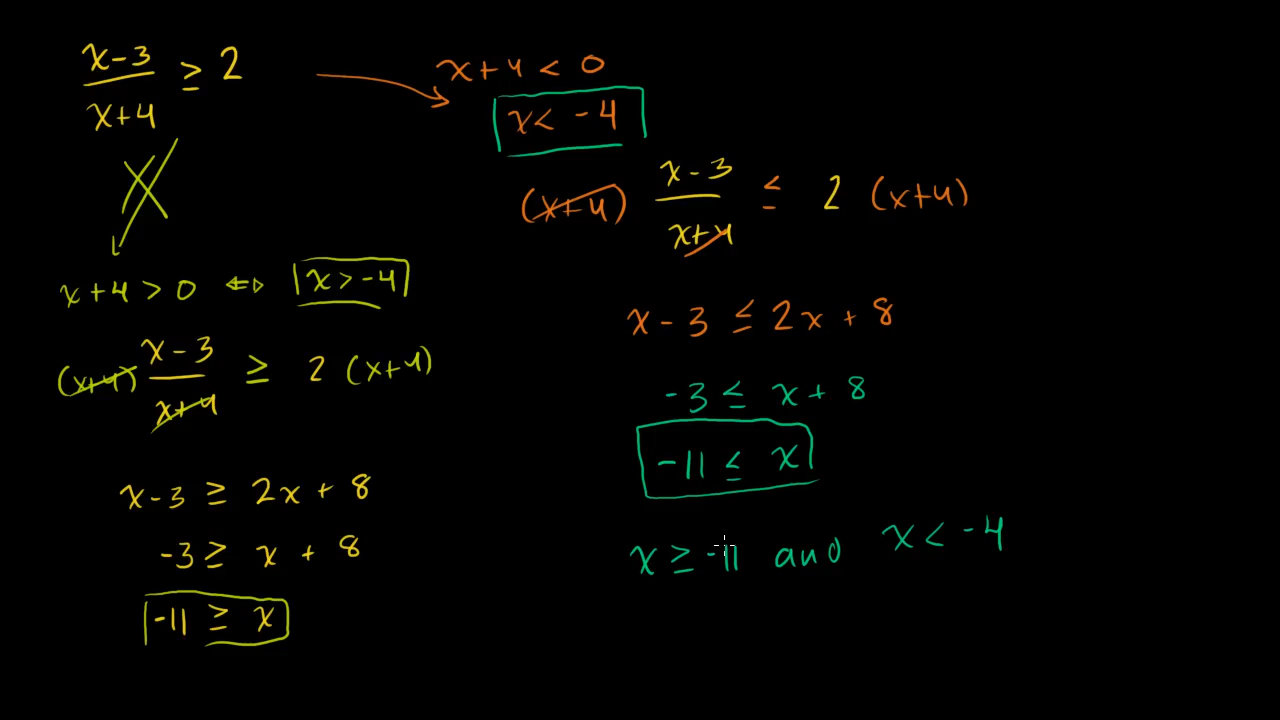 x-3
x+4
≥ 2
x+4 > 0 ⇔ x > -4
(x+4) x-3
x+4
≥ 2 (x+4)
x-3 ≥ 2x + 8
-3 ≥ x + 8
-11 ≥ x
x+4 < 0
x < -4
(x+4) x-3
x+4
≤ 2 (x+4)
x-3 ≤ 2x + 8
-3 ≤ x + 8
-11 ≤ x
x ≥ -11 and x < -4